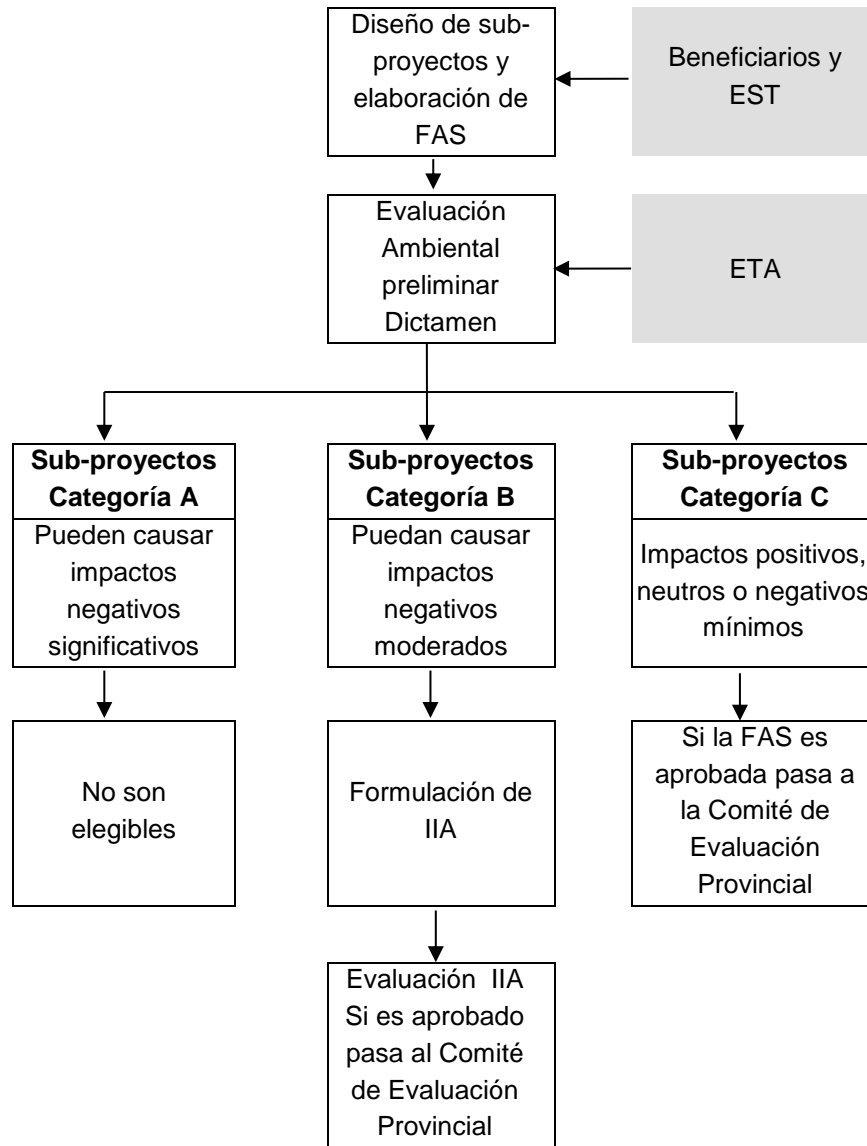 Diseño de sub-
proyectos y
elaboración de
FAS
Beneficiarios y
EST
Evaluación
Ambiental
preliminar
Dictamen
ETA
Sub-proyectos
Categoría A
Pueden causar
impactos
negativos
significativos
Sub-proyectos
Categoría B
Puedan causar
impactos
negativos
moderados
Sub-proyectos
Categoría C
Impactos positivos,
neutros o negativos
mínimos
No son
elegibles
Formulación de
IIA
Si la FAS es
aprobada pasa a
la Comité de
Evaluación
Provincial
Evaluación IIA
Si es aprobado
pasa al Comité
de Evaluación
Provincial